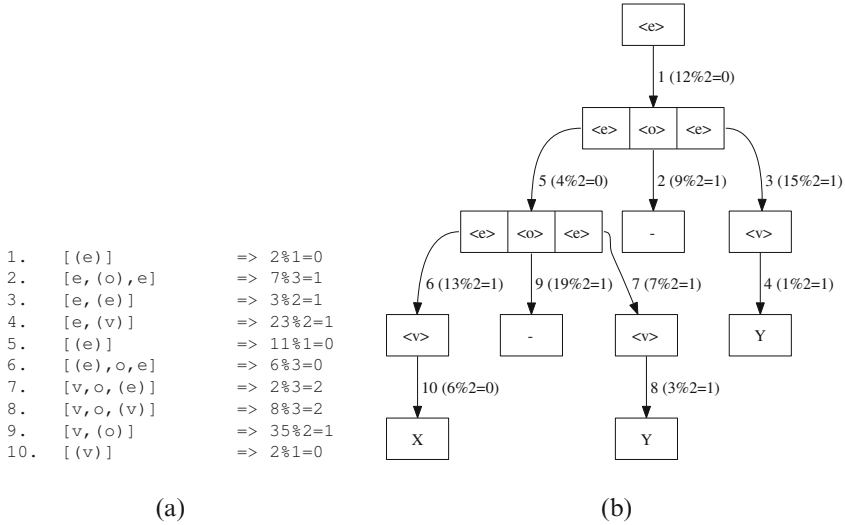 <e>
1 (12%2=0)
<e> <o> <e>
5 (4%2=0)
2 (9%2=1)
3 (15%2=1)
<e> <o> <e>
-
<v>
6 (13%2=1)
9 (19%2=1)
7 (7%2=1)
4 (1%2=1)
<v>
-
<v>
Y
10 (6%2=0)
8 (3%2=1)
X
Y
1. [(e)] => 2%1=0
2. [e,(o),e] => 7%3=1
3. [e,(e)] => 3%2=1
4. [e,(v)] => 23%2=1
5. [(e)] => 11%1=0
6. [(e),o,e] => 6%3=0
7. [v,o,(e)] => 2%3=2
8. [v,o,(v)] => 8%3=2
9. [v,(o)] => 35%2=1
10. [(v)] => 2%1=0
(a)
(b)